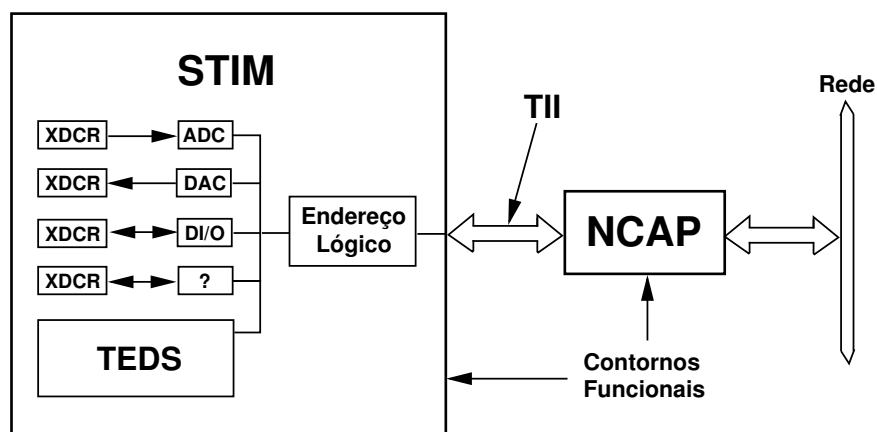 STIM
XDCR
ADC
XDCR
DAC
XDCR
DI/O
XDCR
?
TEDS
Endereço
Lógico
TII
NCAP
Rede
Contornos
Funcionais